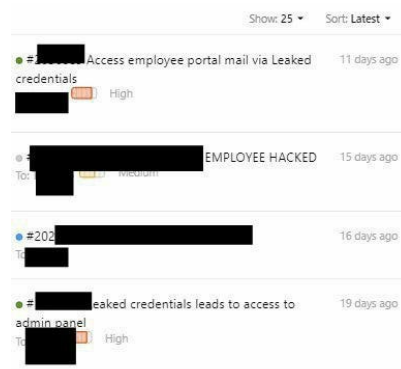 Show: 25 Sort: Latest
Access employee portal mail via Leaked 11 days ago
credentials
High
EMPLOYEE HACKED 15 days ago
To: Medium
#202 16 days ago
To
# eaked credentials leads to access to 19 days ago
admin panel
To High